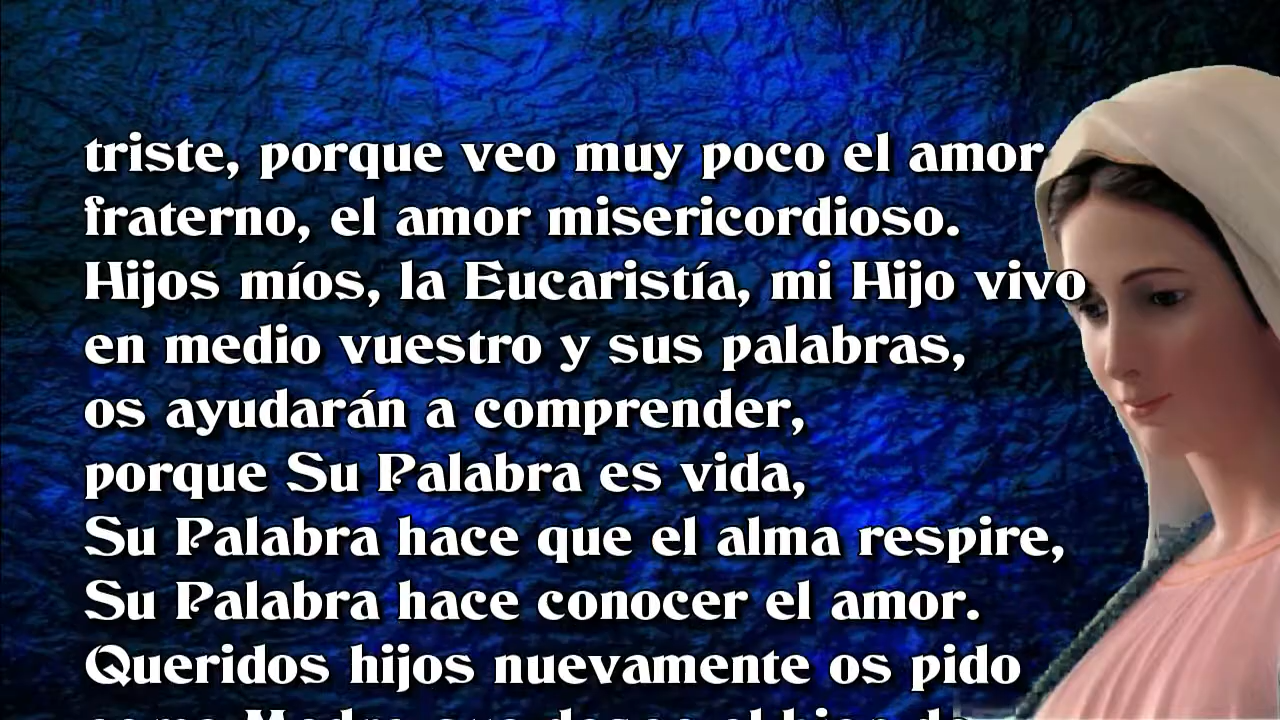 triste, porque veo muy poco el amor
fraterno, el amor misericordioso.
Hijos míos, la Eucaristía, mi Hijo vivo
en medio vuestro y sus palabras,
os ayudarán a comprender,
porque Su Palabra es vida,
Su Palabra hace que el alma respire,
Su Palabra hace conocer el amor.
Queridos hijos nuevamente os pido